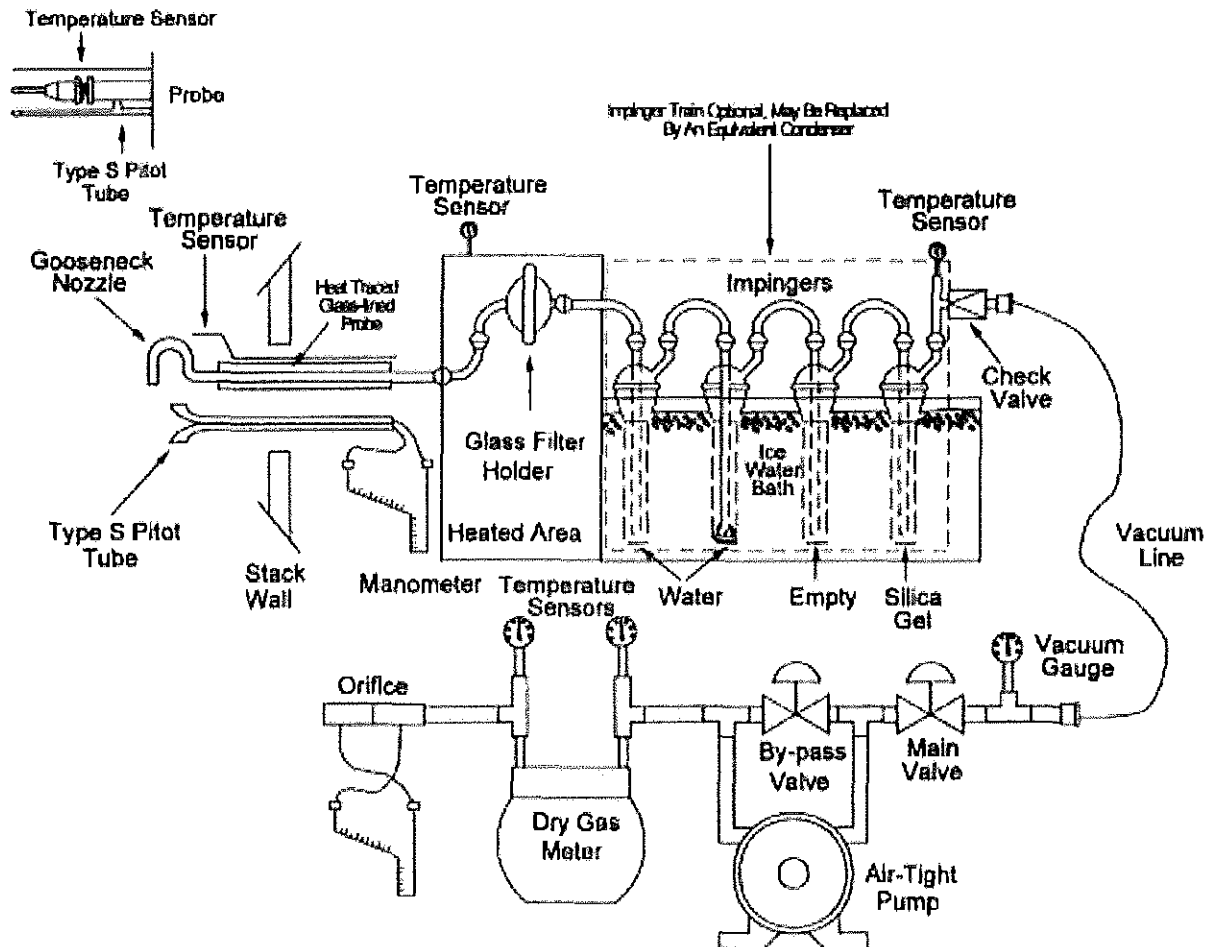 Temperature Sensor
Probe
Type S Pitot
Tube
Impinger Train Optional, May Be Replaced
By An Equivalent Condenser
Temperature
Sensor
Temperature
Sensor
Temperature
Sensor
Gooseneck
Nozzle
Heat Traced
Glass-lined
Probe
Impingers
Check
Valve
Glass Filter
Holder
Ice
Water
Bath
Heated Area
Type S Pitot
Tube
Stack
Wall
Manometer
Water
Empty
Silica
Gel
Vacuum
Line
Temperature
Sensors
Vacuum
Gauge
Orifice
By-pass
Valve
Main
Valve
Dry Gas
Meter
Air-Tight
Pump